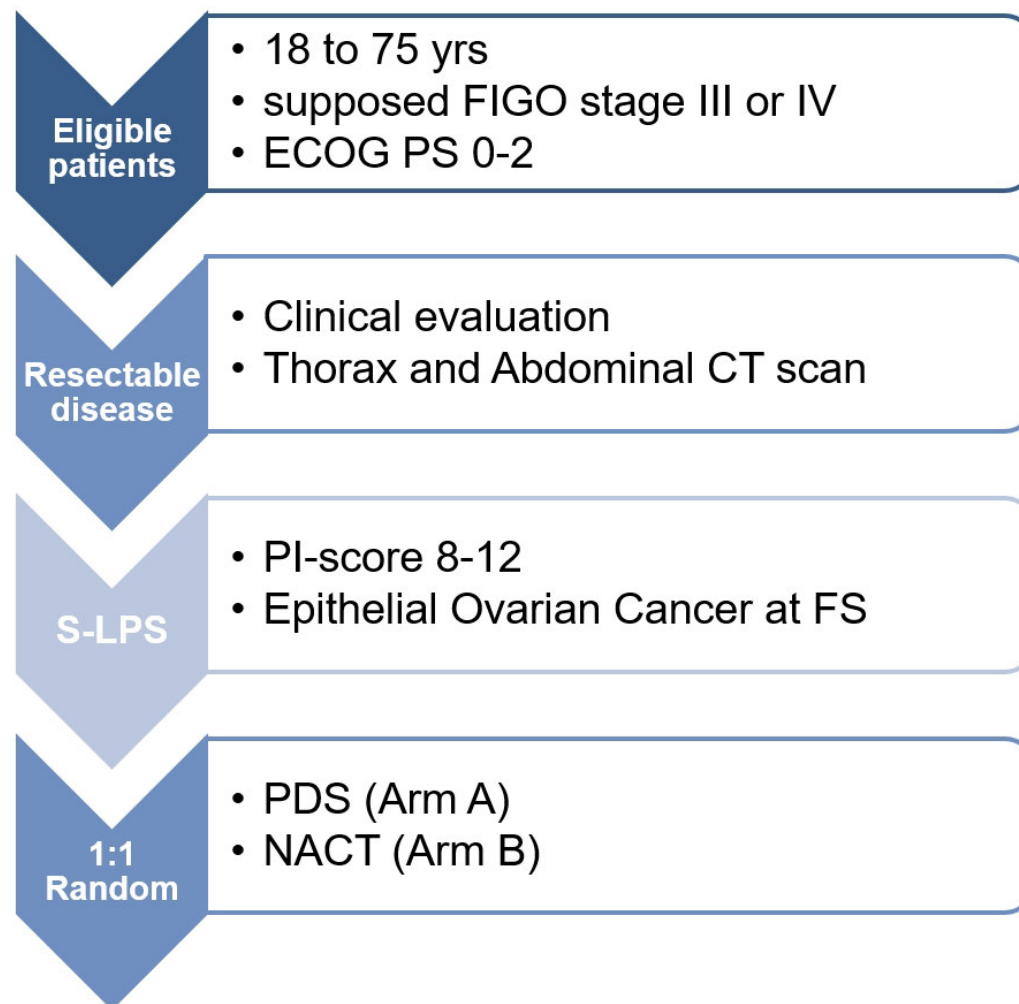 Eligible
patients
• 18 to 75 yrs
• supposed FIGO stage III or IV
• ECOG PS 0-2
Resectable
disease
• Clinical evaluation
• Thorax and Abdominal CT scan
S-LPS
• PI-score 8-12
• Epithelial Ovarian Cancer at FS
1:1
Random
• PDS (Arm A)
• NACT (Arm B)